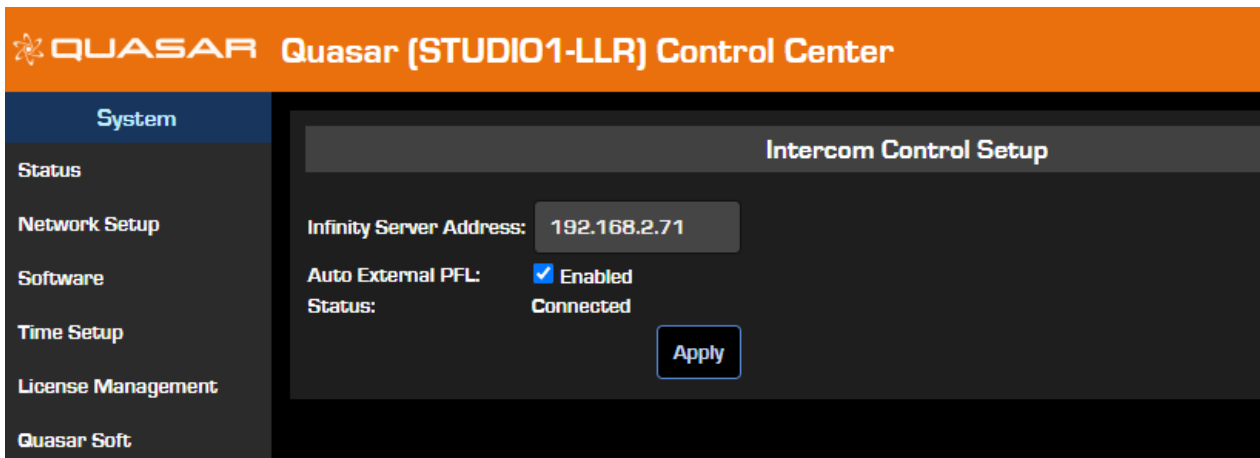 QUASAR Quasar (STUDIO1-LLR) Control Center
System
Status
Network Setup
Software
Time Setup
License Management
Quasar Soft
Intercom Control Setup
Infinity Server Address: 192.168.2.71
Auto External PFL: Enabled
Status: Connected
Apply